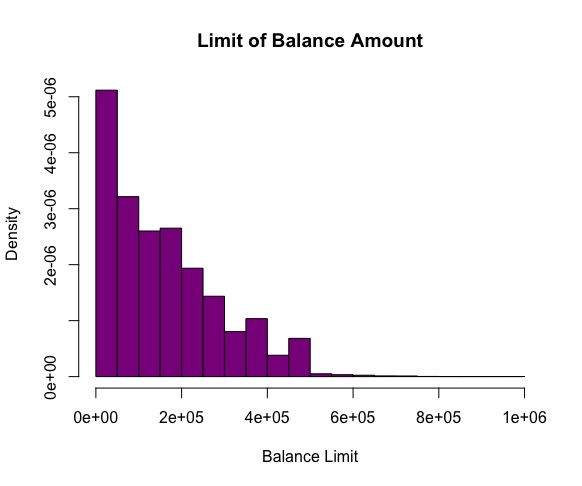 Limit of Balance Amount
Density
5e-06
4e-06
3e-06
2e-06
0e+00
0e+00 2e+05 4e+05 6e+05 8e+05 1e+06
Balance Limit